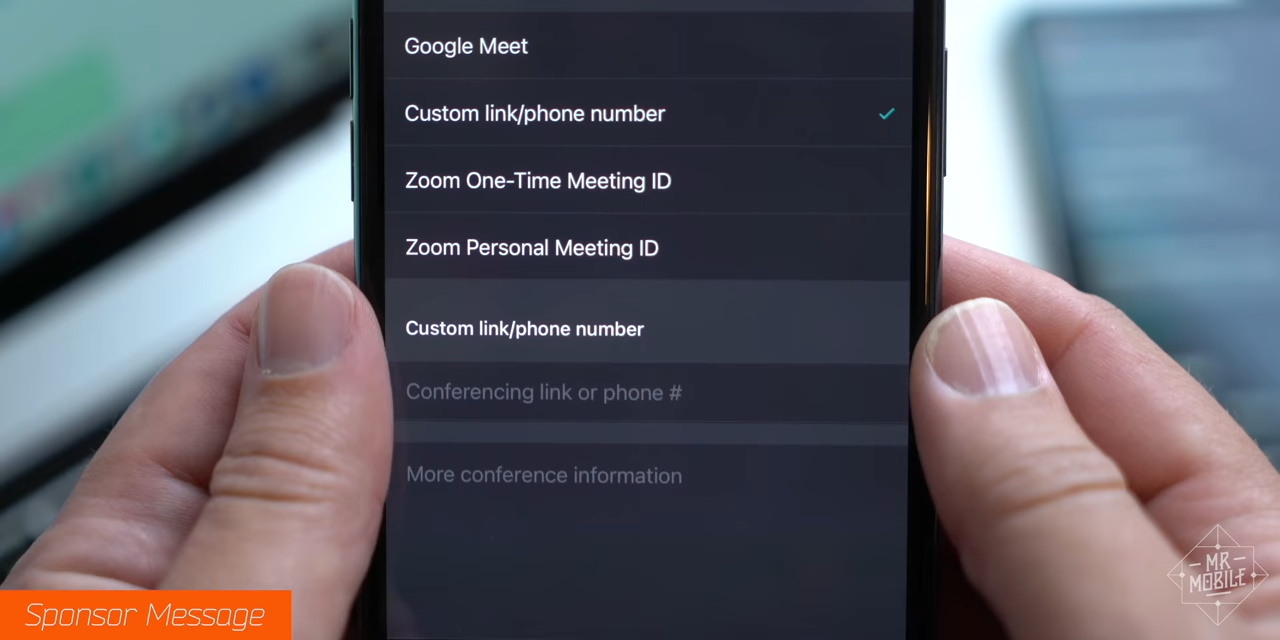 Google Meet
Custom link/phone number
Zoom One-Time Meeting ID
Zoom Personal Meeting ID
Custom link/phone number
Conferencing link or phone #
More conference information
Sponsor Message
MR
MOBILE